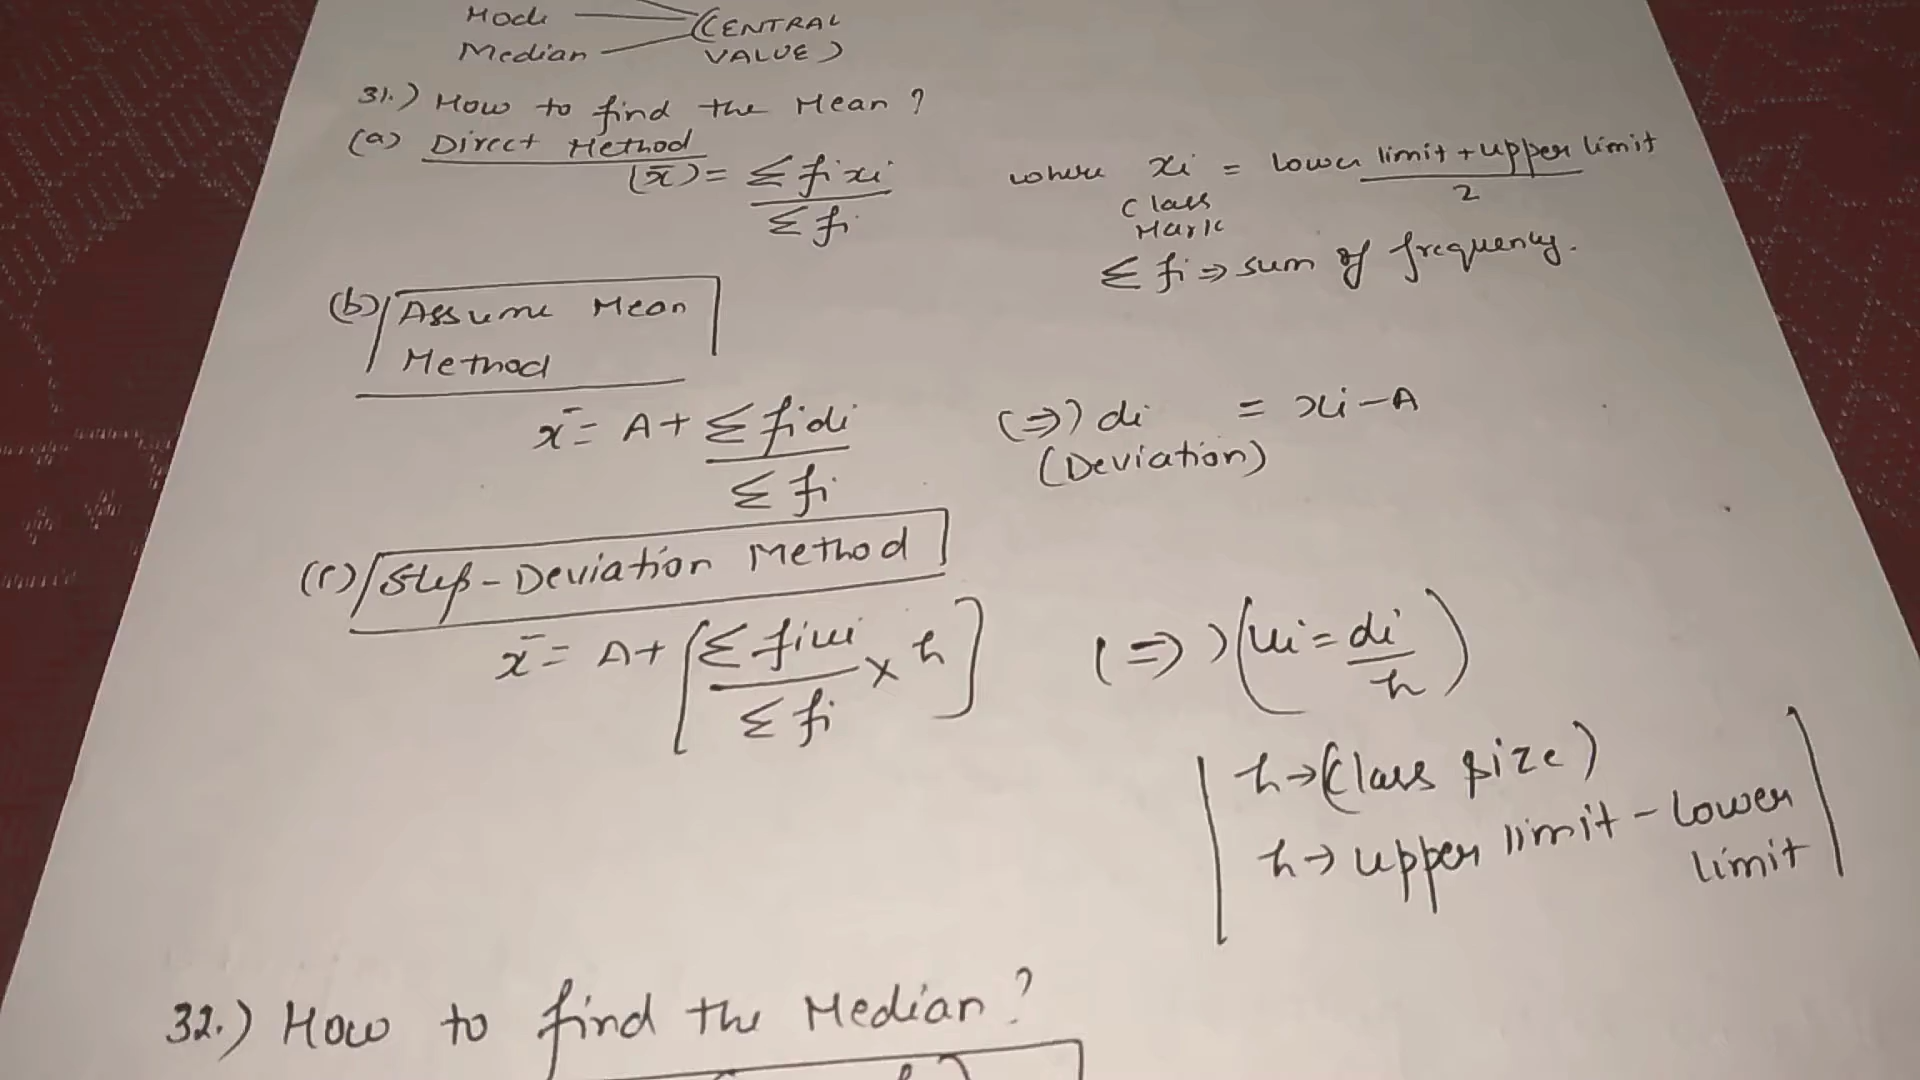 Mode (CENTRAL
Median VALUE)
31.) How to find the Mean ?
(a) Direct Method
(x̄) = Σfixi / Σfi where xi = lower limit + upper limit / 2
Class
Mark
Σfi ⇒ sum of frequency.
(b) Assume Mean
Method
x̄ = A + Σfidi / Σfi (⇒) di = xi - A
(Deviation)
(c) Step-Deviation Method
x̄ = A + [Σfiui / Σfi × h] (⇒) (ui = di / h)
h → (Class size)
h → upper limit - lower
limit
32.) How to find the Median ?